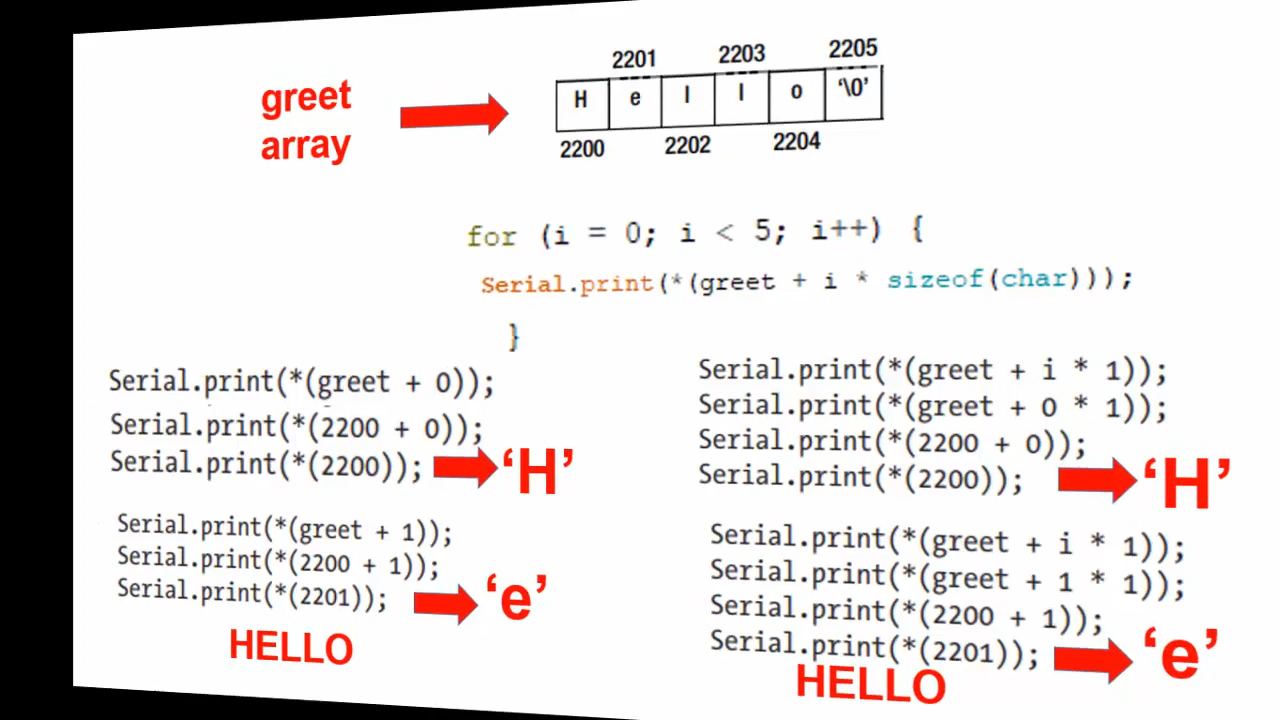 greet
array
2201 2203 2205
H e l l o '\0'
2200 2202 2204
for (i = 0; i < 5; i++) {
Serial.print(*(greet + i * sizeof(char)));
}
Serial.print(*(greet + 0));
Serial.print(*(2200 + 0));
Serial.print(*(2200)); ‘H’
Serial.print(*(greet + 1));
Serial.print(*(2200 + 1));
Serial.print(*(2201)); ‘e’
HELLO
Serial.print(*(greet + i * 1));
Serial.print(*(greet + 0 * 1));
Serial.print(*(2200 + 0));
Serial.print(*(2200)); ‘H’
Serial.print(*(greet + i * 1));
Serial.print(*(greet + 1 * 1));
Serial.print(*(2200 + 1));
Serial.print(*(2201)); ‘e’
HELLO